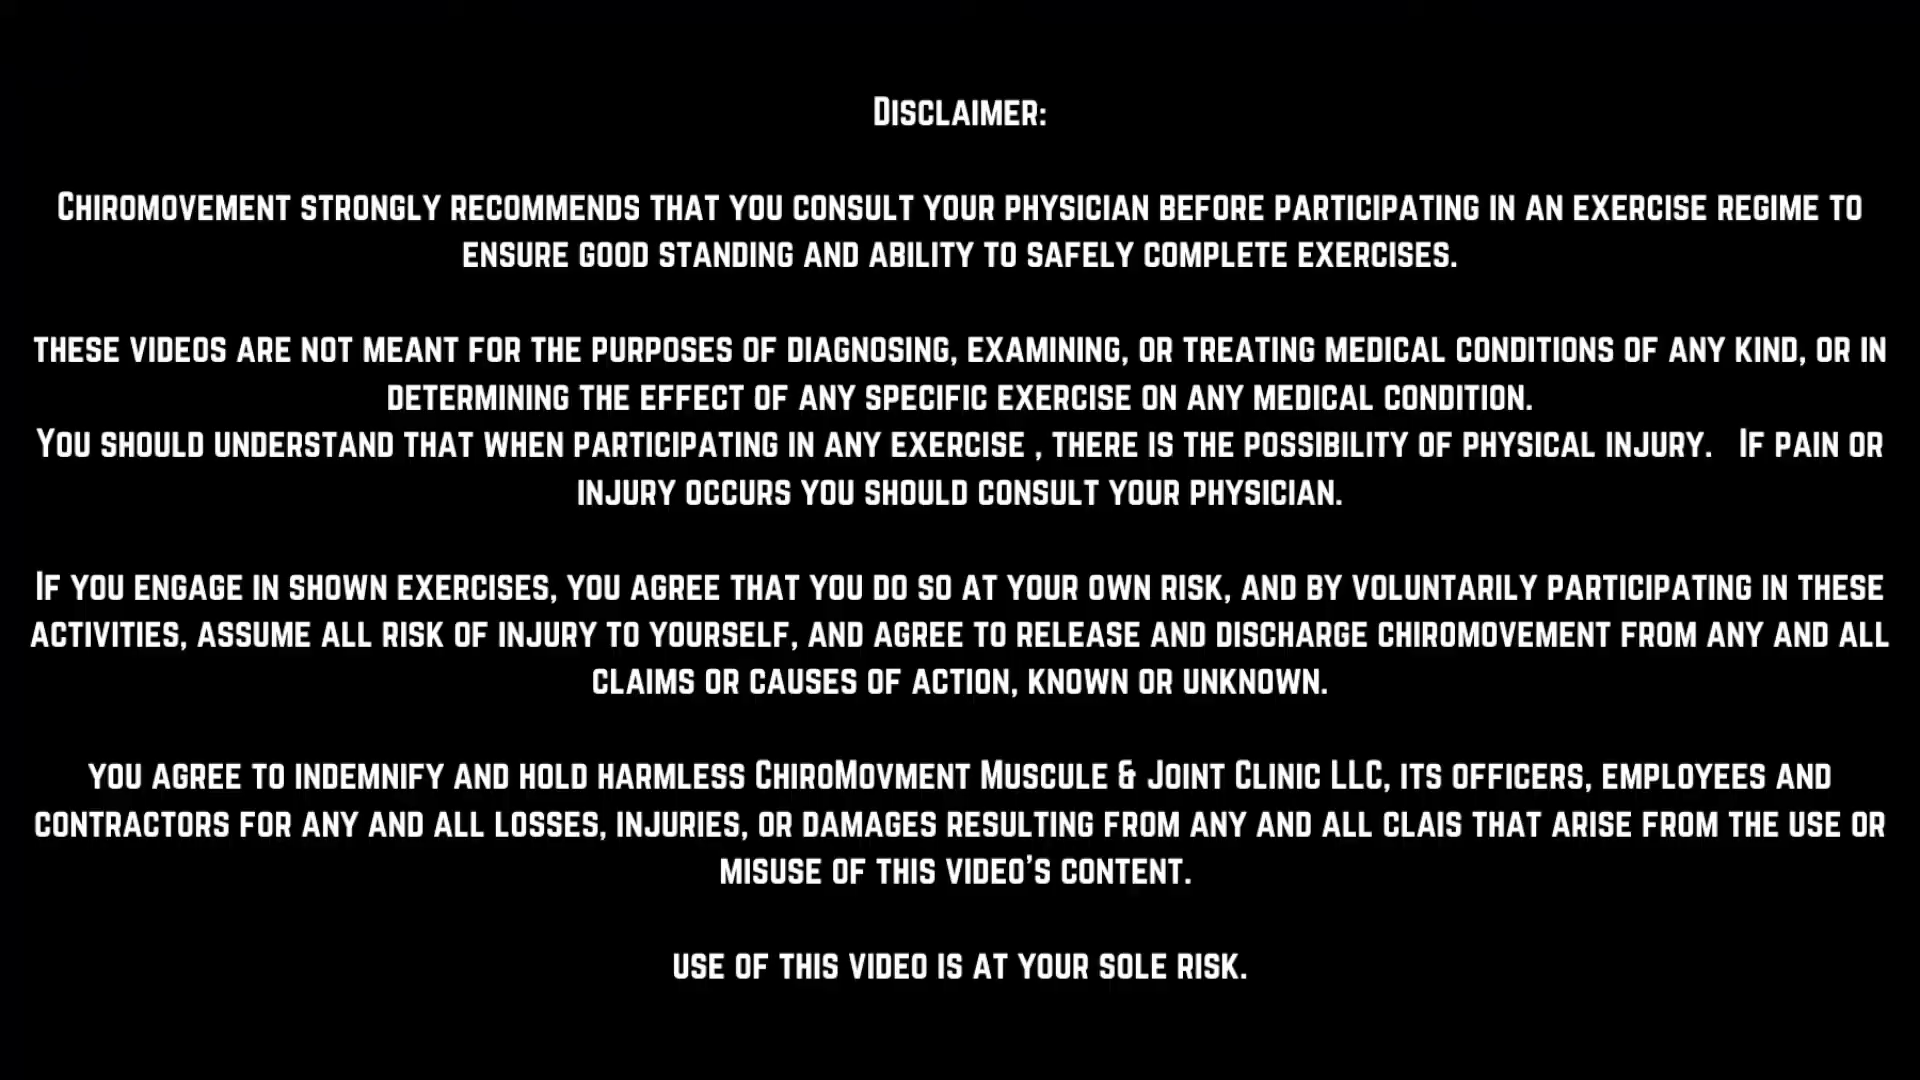 Disclaimer:
Chiromovement strongly recommends that you consult your physician before participating in an exercise regime to
ensure good standing and ability to safely complete exercises.
these videos are not meant for the purposes of diagnosing, examining, or treating medical conditions of any kind, or in
determining the effect of any specific exercise on any medical condition.
You should understand that when participating in any exercise , there is the possibility of physical injury.   If pain or
injury occurs you should consult your physician.
If you engage in shown exercises, you agree that you do so at your own risk, and by voluntarily participating in these
activities, assume all risk of injury to yourself, and agree to release and discharge chiromovement from any and all
claims or causes of action, known or unknown.
you agree to indemnify and hold harmless ChiroMovment Muscule & Joint Clinic LLC, its officers, employees and
contractors for any and all losses, injuries, or damages resulting from any and all clais that arise from the use or
misuse of this video's content.
use of this video is at your sole risk.